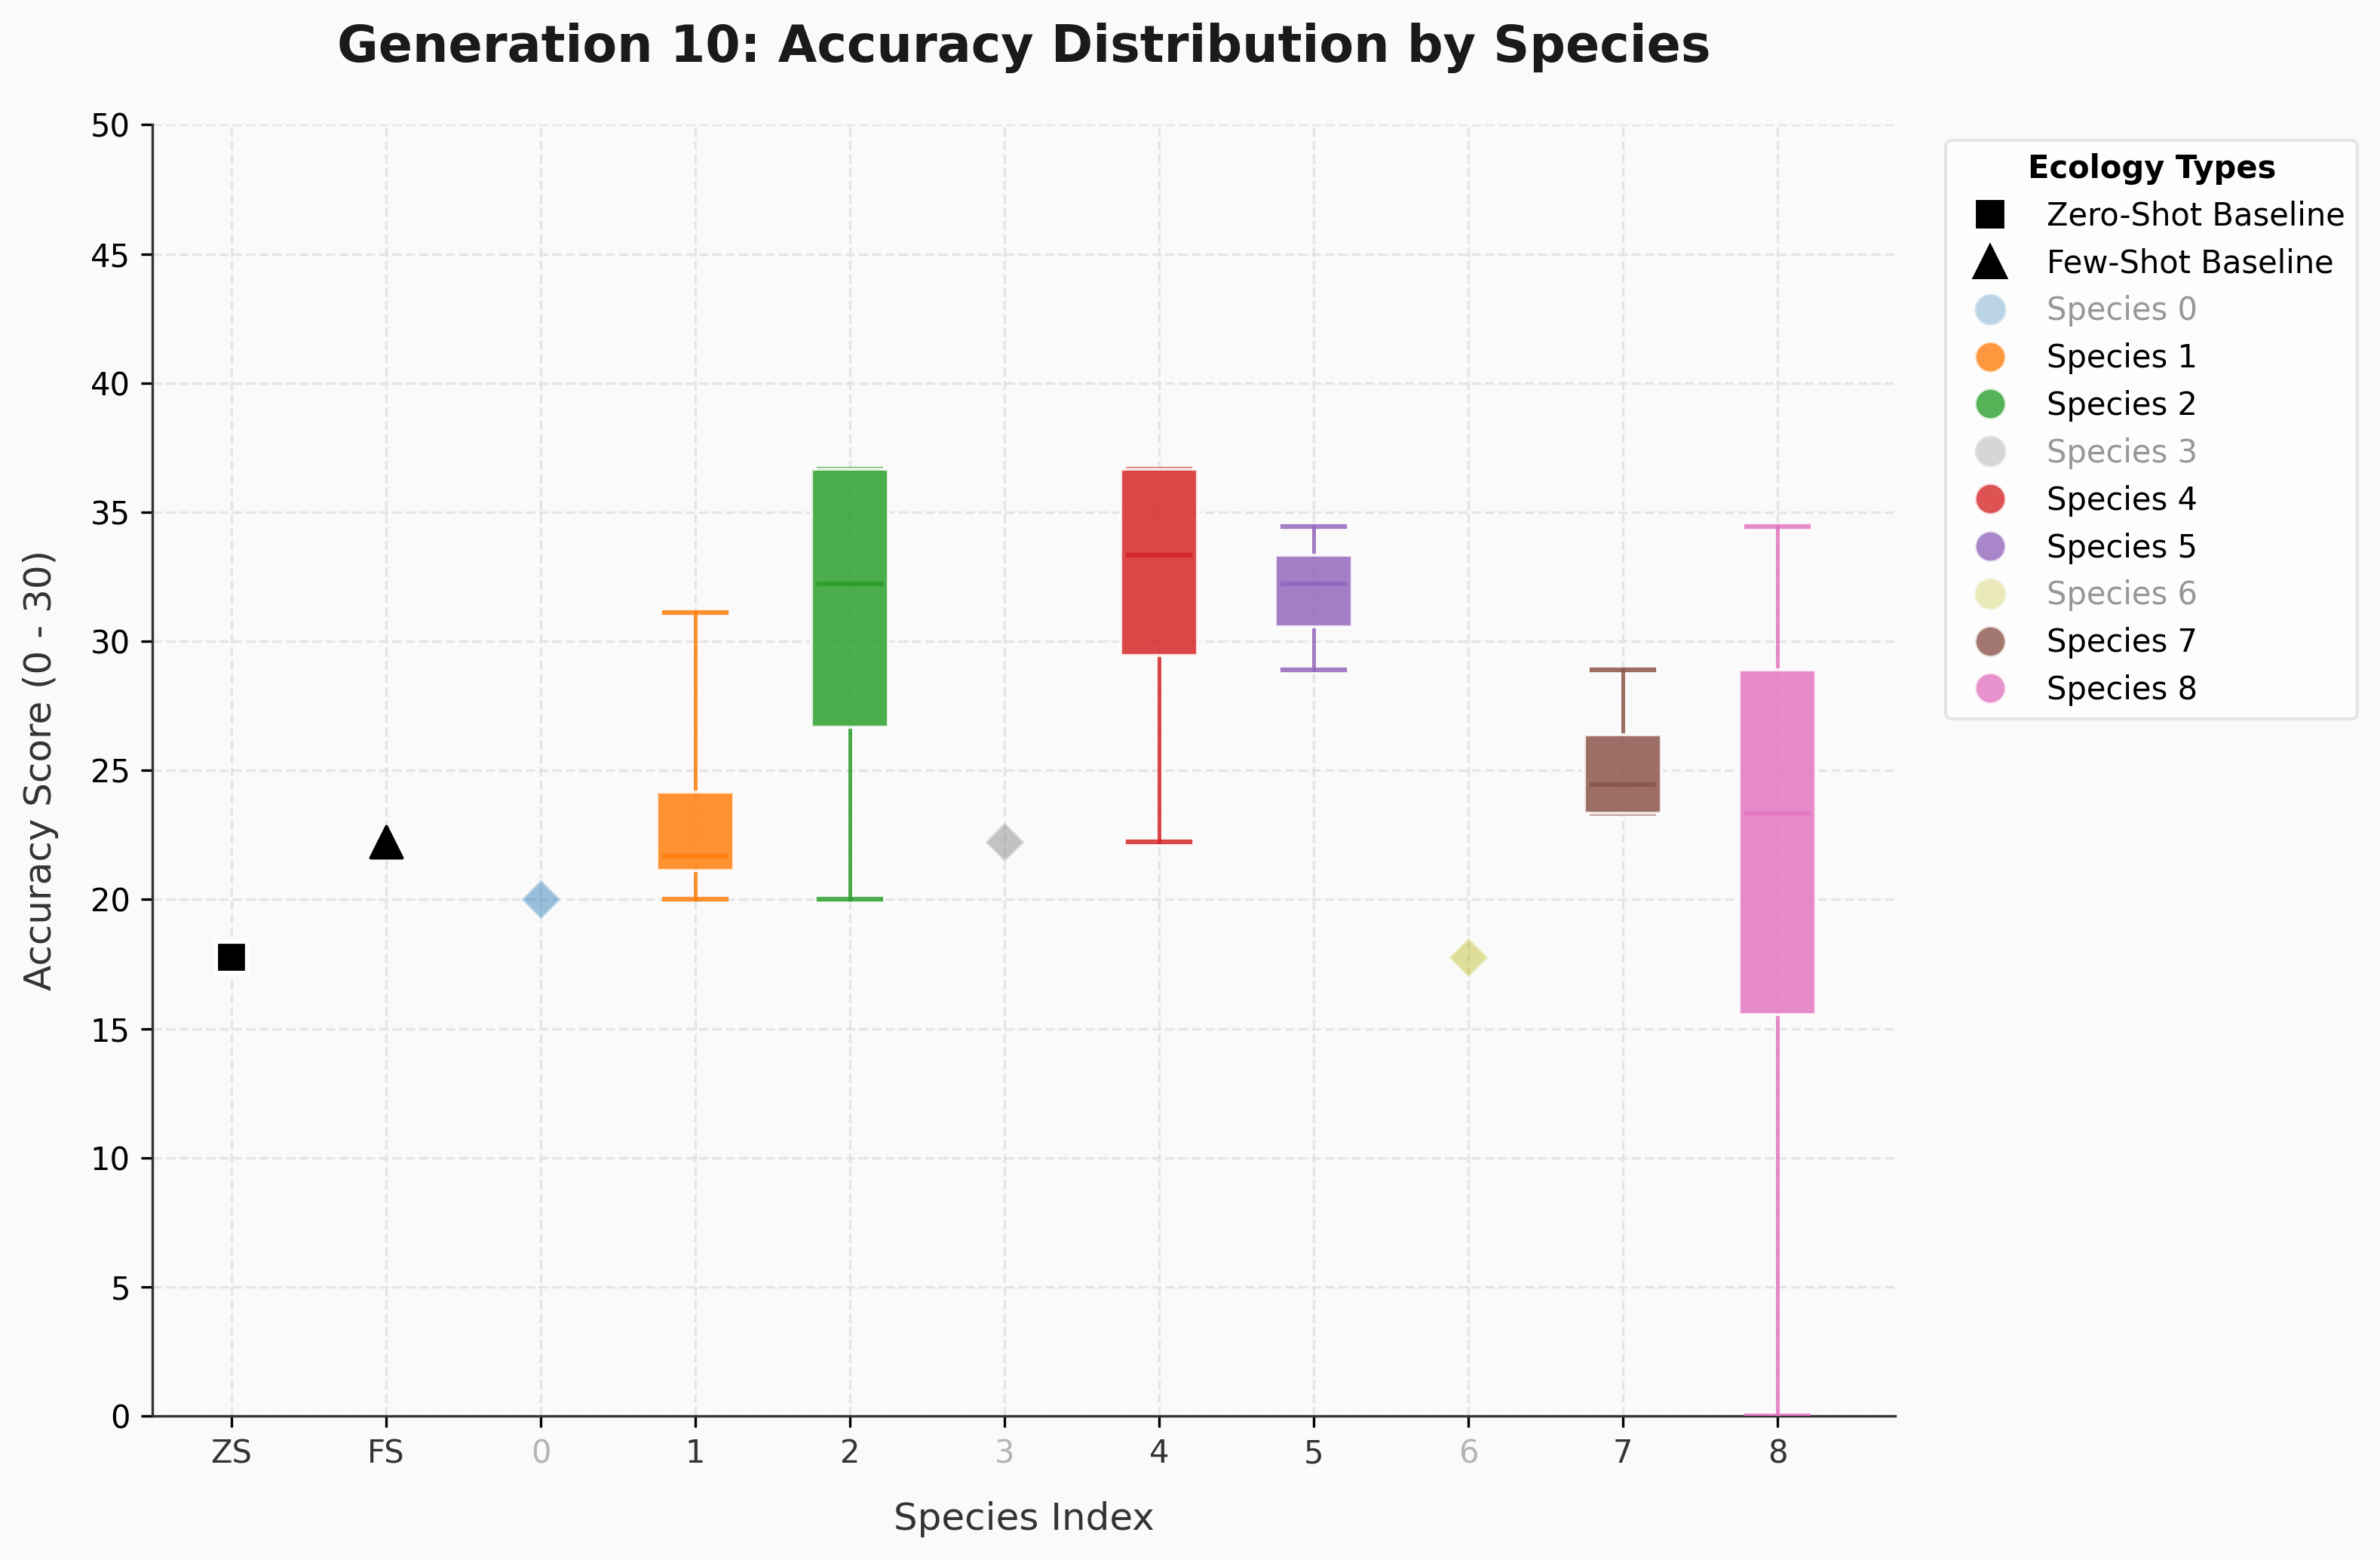 Generation 10: Accuracy Distribution by Species
50
45
40
35
30
25
20
15
10
5
0
Accuracy Score (0 - 30)
ZS FS 0 1 2 3 4 5 6 7 8
Species Index
Ecology Types
Zero-Shot Baseline
Few-Shot Baseline
Species 0
Species 1
Species 2
Species 3
Species 4
Species 5
Species 6
Species 7
Species 8